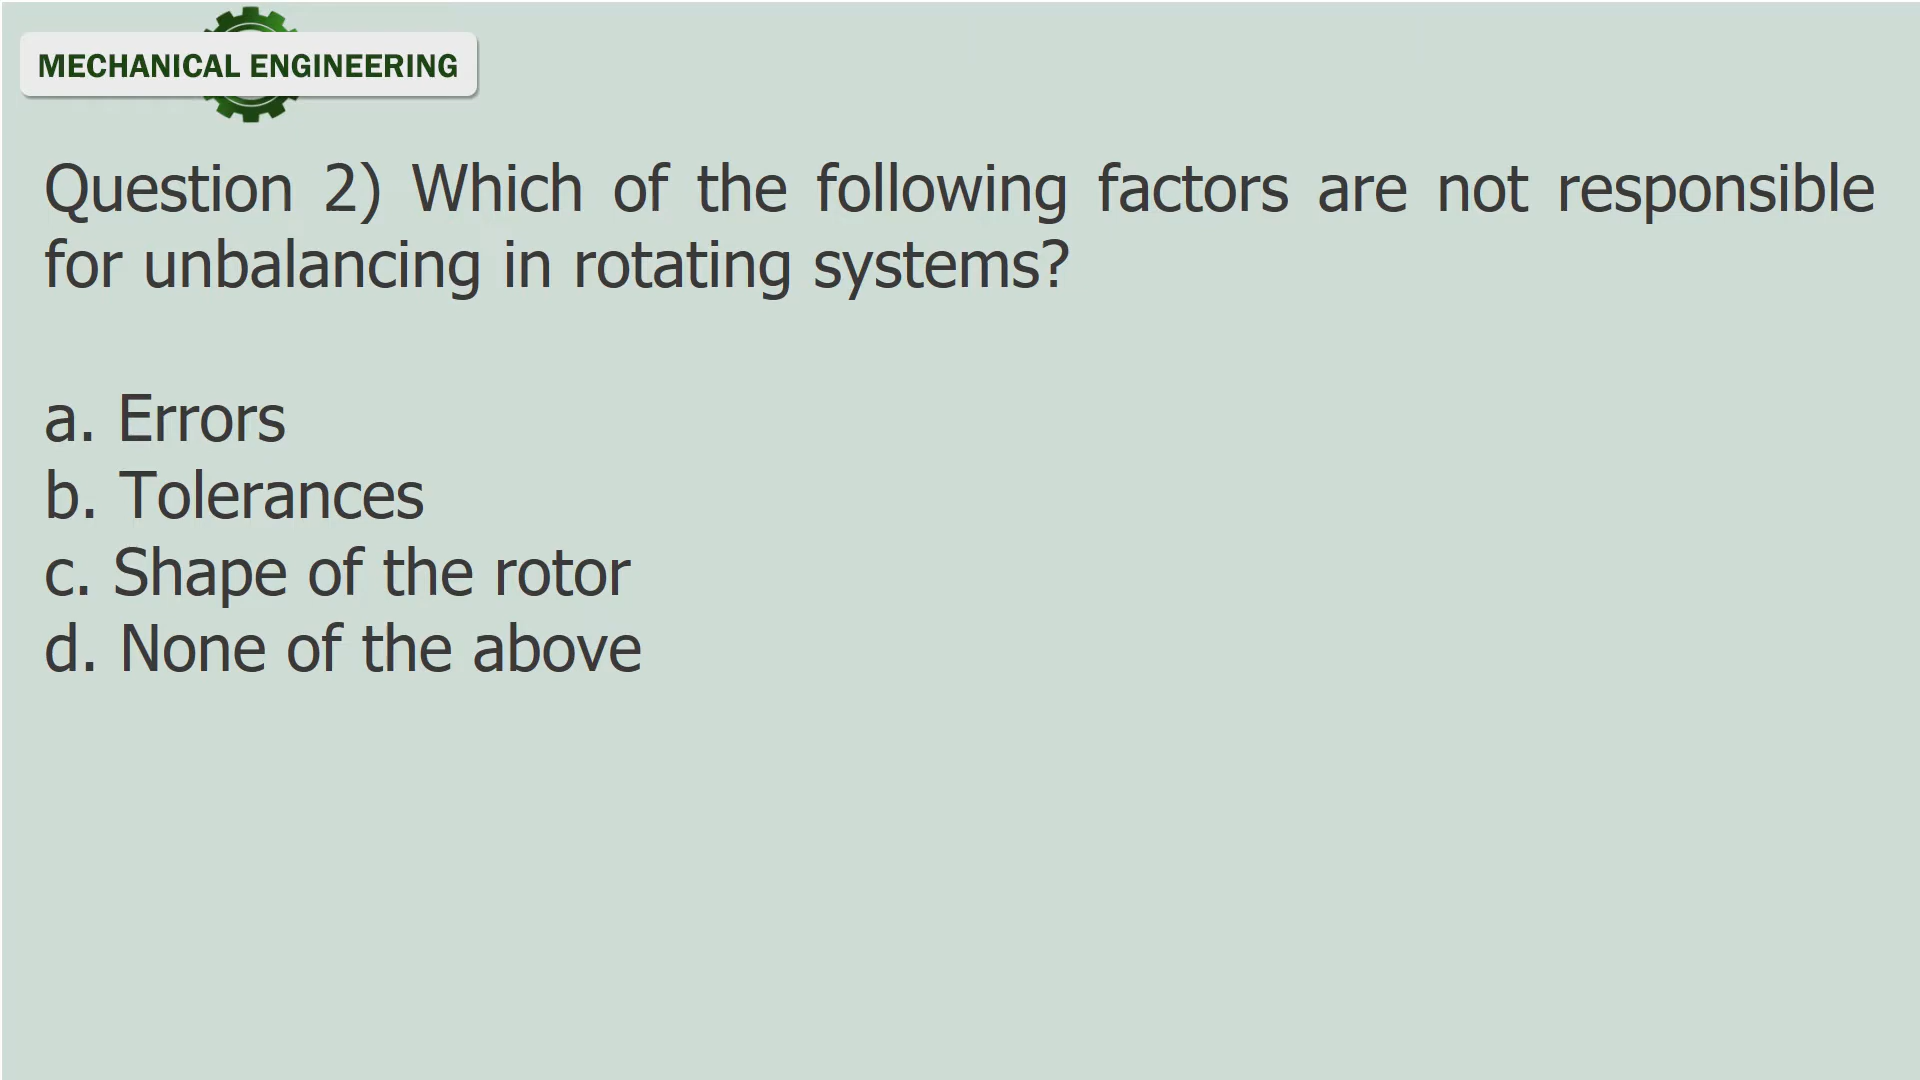 MECHANICAL ENGINEERING
Question 2) Which of the following factors are not responsible
for unbalancing in rotating systems?
a. Errors
b. Tolerances
c. Shape of the rotor
d. None of the above